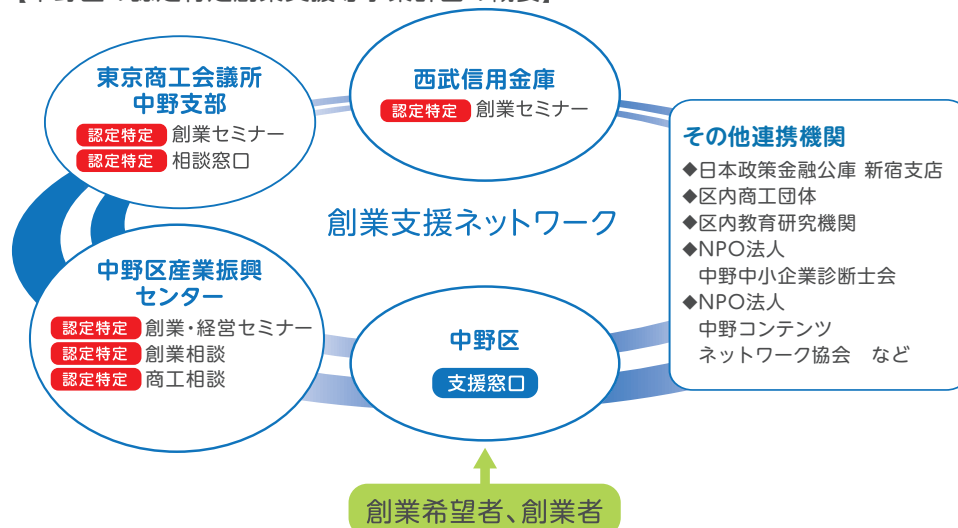 東京商工会議所
中野支部
認定特定 創業セミナー
認定特定 相談窓口
西武信用金庫
認定特定 創業セミナー
その他連携機関
◆日本政策金融公庫 新宿支店
◆区内商工団体
◆区内教育研究機関
◆NPO法人
中野中小企業診断士会
◆NPO法人
中野コンテンツ
ネットワーク協会　など
創業支援ネットワーク
中野区産業振興
センター
認定特定 創業・経営セミナー
認定特定 創業相談
認定特定 商工相談
中野区
支援窓口
創業希望者、創業者